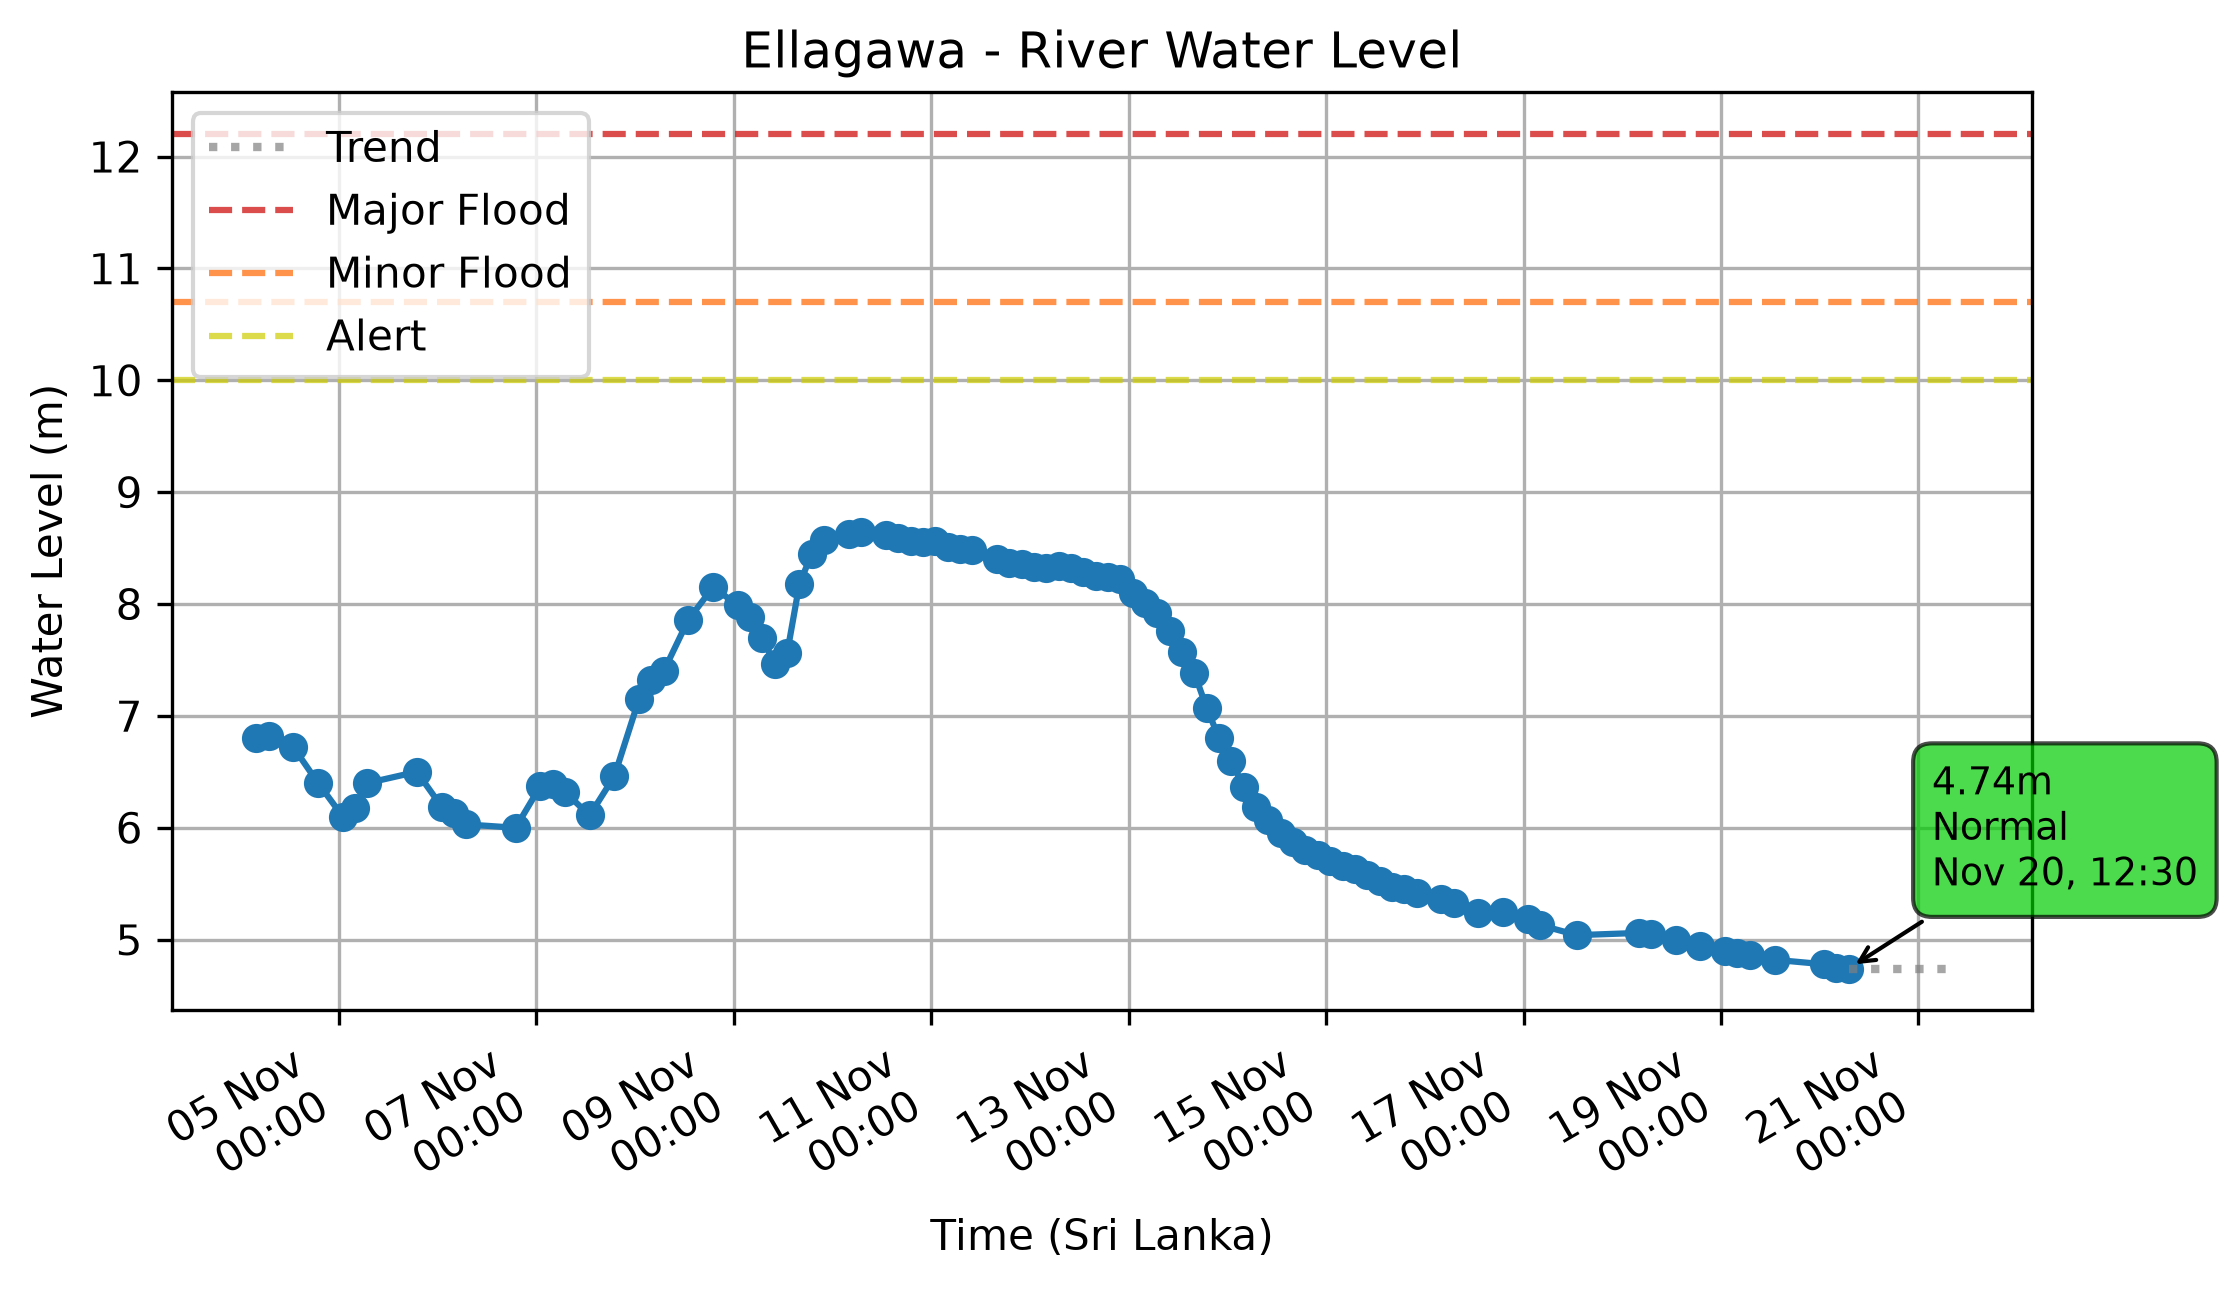 Ellagawa - River Water Level
Trend
Major Flood
Minor Flood
Alert
Water Level (m)
12
11
10
9
8
7
6
5
4.74m
Normal
Nov 20, 12:30
05 Nov
00:00
07 Nov
00:00
09 Nov
00:00
11 Nov
00:00
13 Nov
00:00
15 Nov
00:00
17 Nov
00:00
19 Nov
00:00
21 Nov
00:00
Time (Sri Lanka)